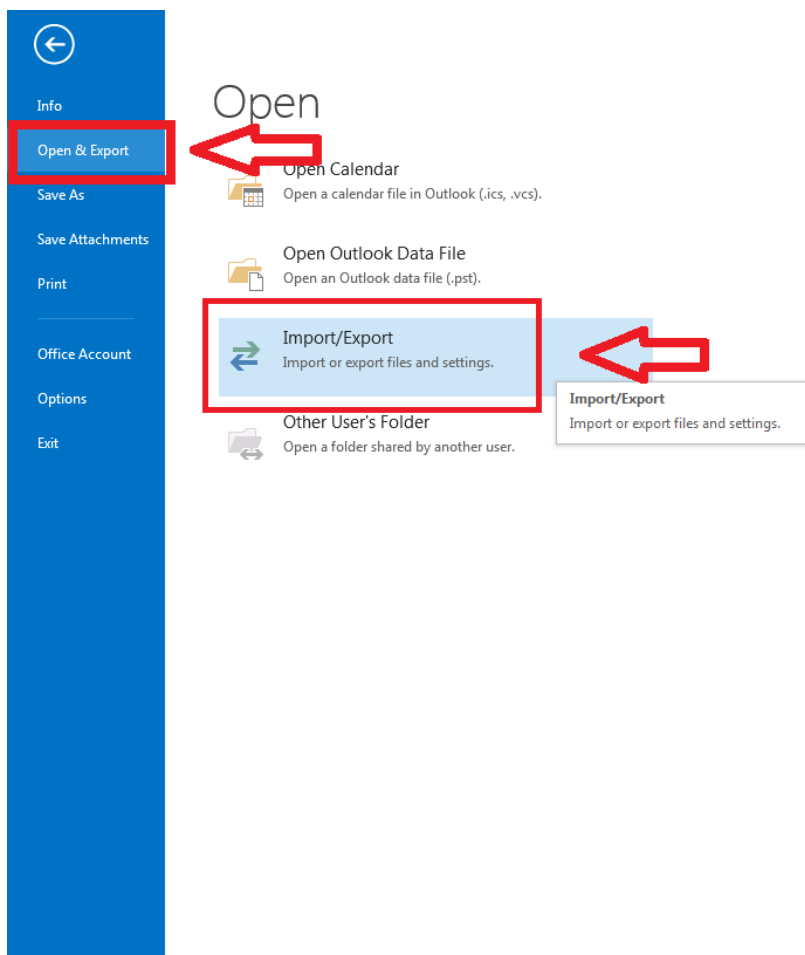 Info
Open & Export
Save As
Save Attachments
Print
Office Account
Options
Exit
Open
Open Calendar
Open a calendar file in Outlook (.ics, .vcs).
Open Outlook Data File
Open an Outlook data file (.pst).
Import/Export
Import or export files and settings.
Import/Export
Import or export files and settings.
Other User's Folder
Open a folder shared by another user.